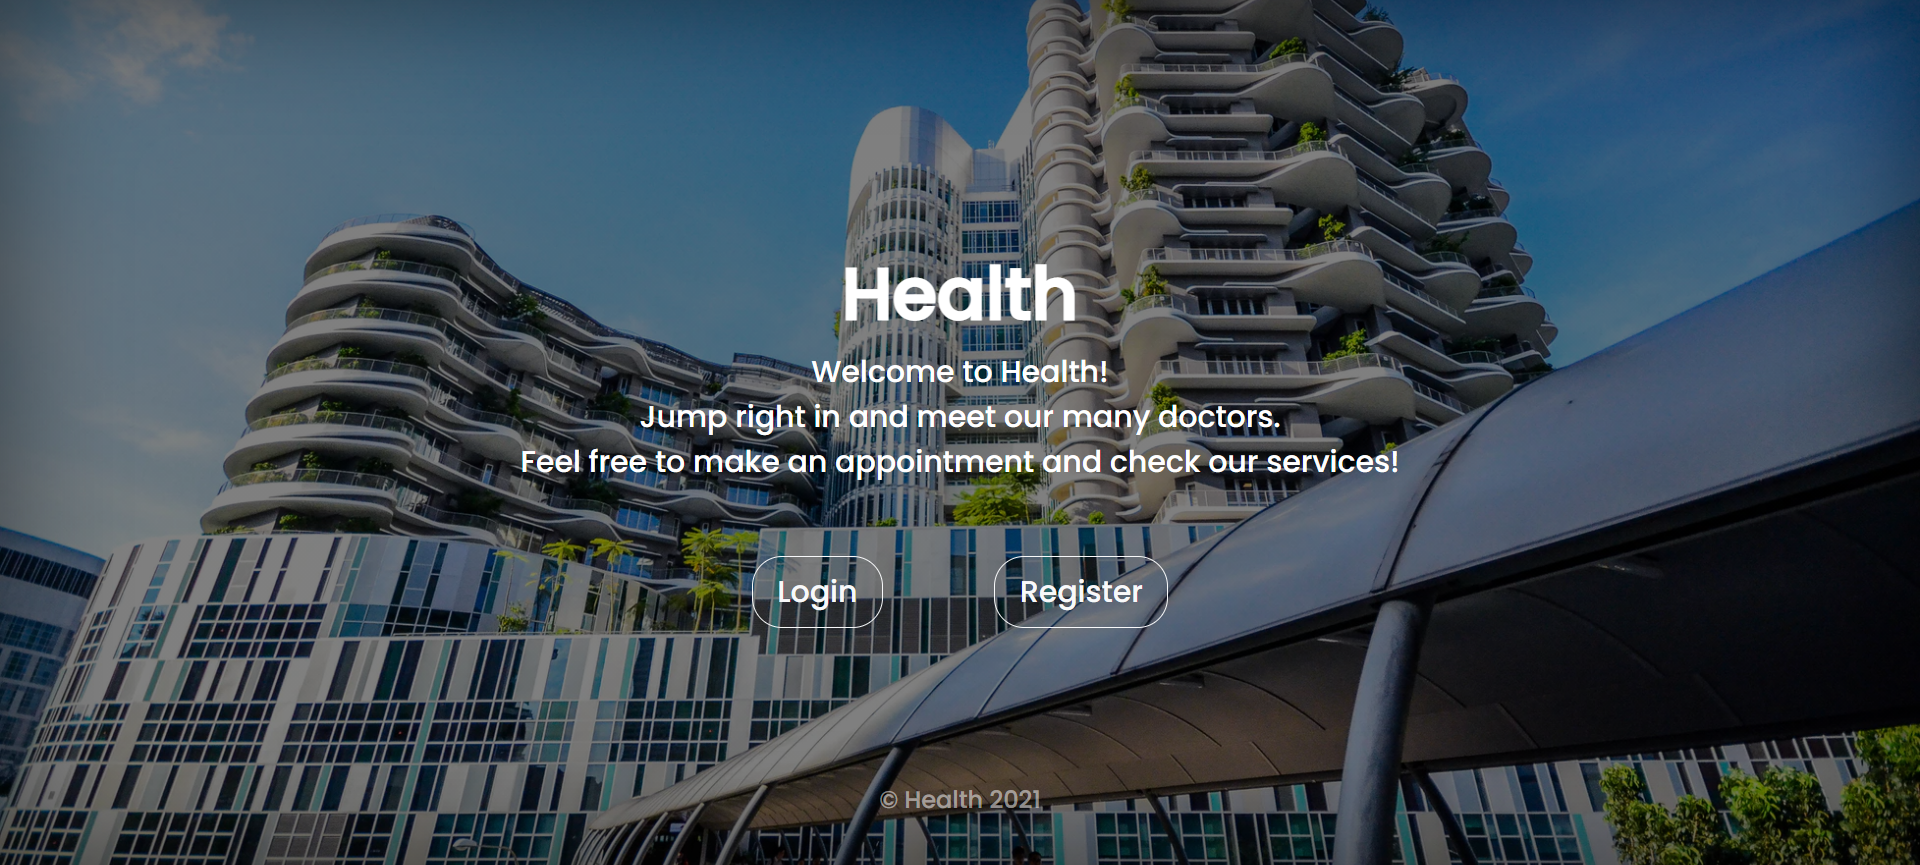 Health
Welcome to Health!
Jump right in and meet our many doctors.
Feel free to make an appointment and check our services!
Login
Register
© Health 2021